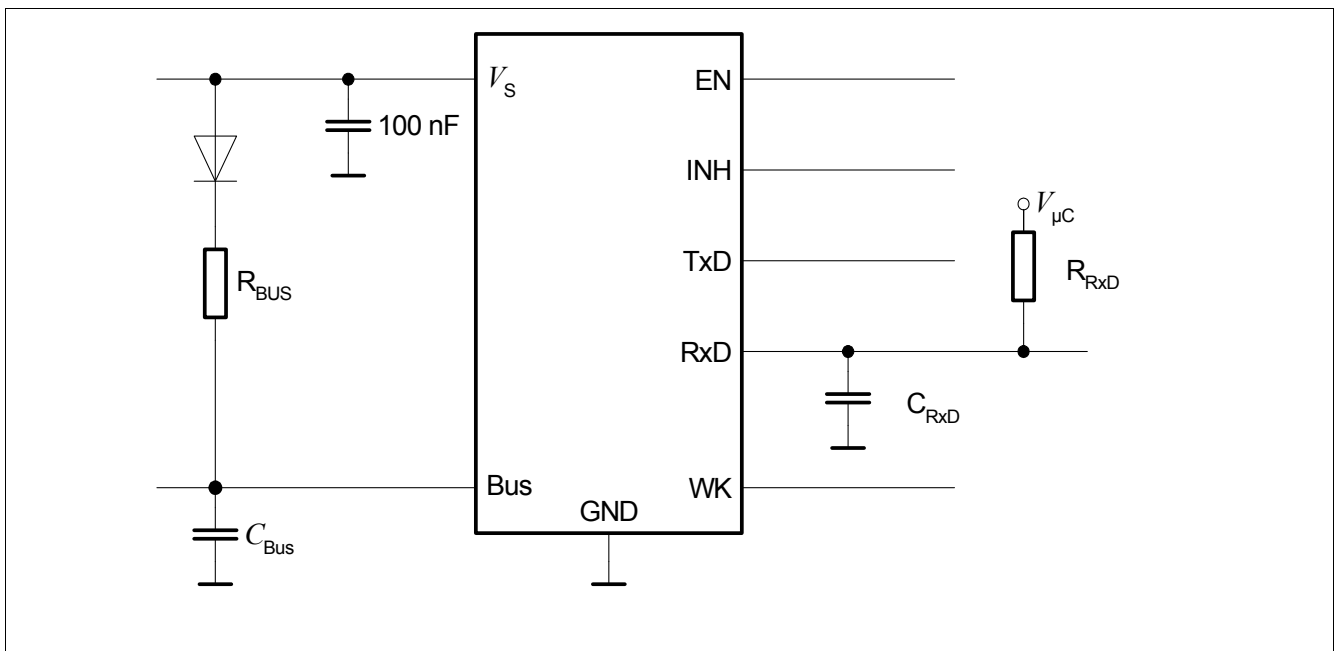 V_S
EN
100 nF
INH
V_µC
TxD
R_RxD
R_BUS
RxD
C_RxD
Bus
WK
GND
C_Bus